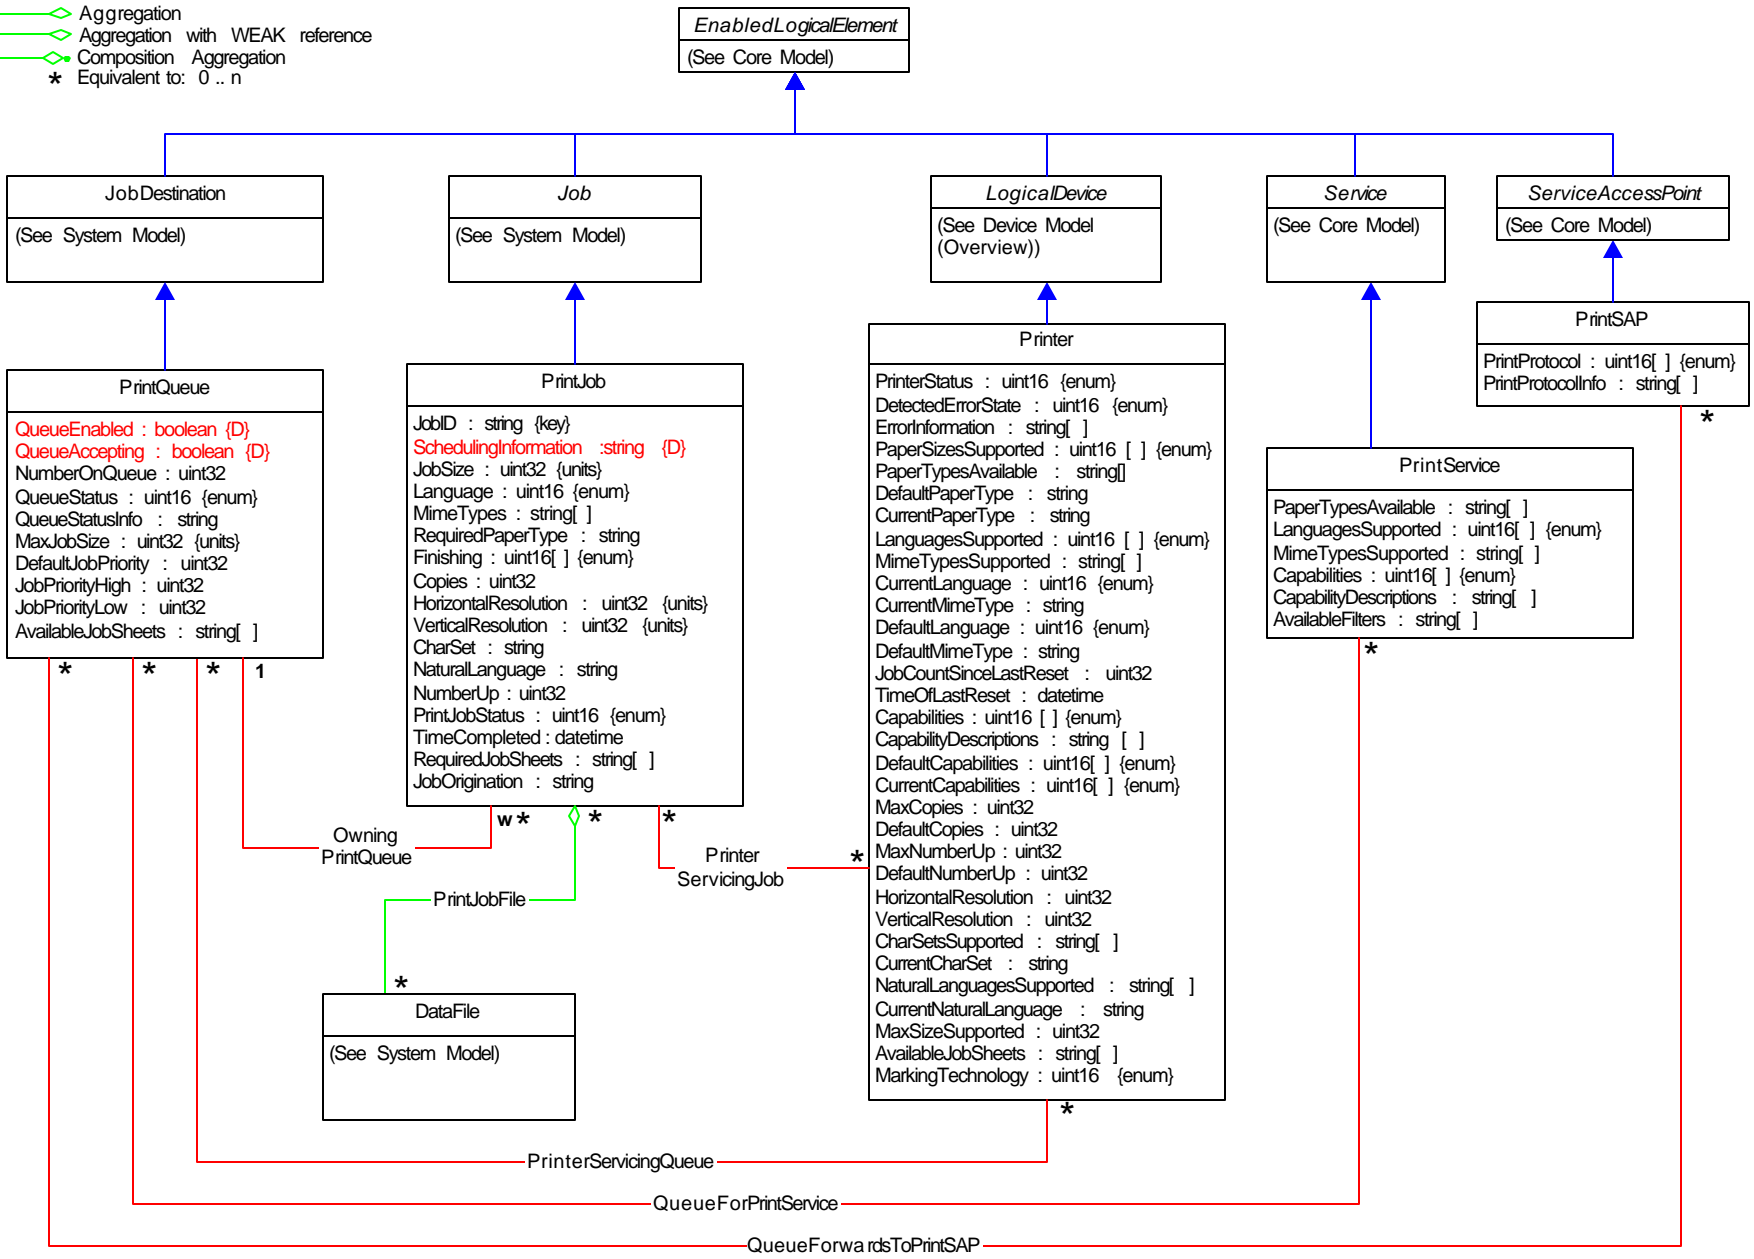 Aggregation
Aggregation with WEAK reference
Composition Aggregation
* Equivalent to: 0 .. n
EnabledLogicalElement
(See Core Model)
JobDestination
(See System Model)
Job
(See System Model)
LogicalDevice
(See Device Model
(Overview))
Service
(See Core Model)
ServiceAccessPoint
(See Core Model)
PrintQueue
QueueEnabled : boolean {D}
QueueAccepting : boolean {D}
NumberOnQueue : uint32
QueueStatus : uint16 {enum}
QueueStatusInfo : string
MaxJobSize : uint32 {units}
DefaultJobPriority : uint32
JobPriorityHigh : uint32
JobPriorityLow : uint32
AvailableJobSheets : string[ ]
* * * 1
PrintJob
JobID : string {key}
SchedulingInformation :string {D}
JobSize : uint32 {units}
Language : uint16 {enum}
MimeTypes : string[ ]
RequiredPaperType : string
Finishing : uint16[ ] {enum}
Copies : uint32
HorizontalResolution : uint32 {units}
VerticalResolution : uint32 {units}
CharSet : string
NaturalLanguage : string
NumberUp : uint32
PrintJobStatus : uint16 {enum}
TimeCompleted : datetime
RequiredJobSheets : string[ ]
JobOrigination : string
w * * *
Printer
PrinterStatus : uint16 {enum}
DetectedErrorState : uint16 {enum}
ErrorInformation : string[ ]
PaperSizesSupported : uint16 [ ] {enum}
PaperTypesAvailable : string[]
DefaultPaperType : string
CurrentPaperType : string
LanguagesSupported : uint16 [ ] {enum}
MimeTypesSupported : string[ ]
CurrentLanguage : uint16 {enum}
CurrentMimeType : string
DefaultLanguage : uint16 {enum}
DefaultMimeType : string
JobCountSinceLastReset : uint32
TimeOfLastReset : datetime
Capabilities : uint16 [ ] {enum}
CapabilityDescriptions : string [ ]
DefaultCapabilities : uint16[ ] {enum}
CurrentCapabilities : uint16[ ] {enum}
MaxCopies : uint32
DefaultCopies : uint32
MaxNumberUp : uint32
DefaultNumberUp : uint32
HorizontalResolution : uint32
VerticalResolution : uint32
CharSetsSupported : string[ ]
CurrentCharSet : string
NaturalLanguagesSupported : string[ ]
CurrentNaturalLanguage : string
MaxSizeSupported : uint32
AvailableJobSheets : string[ ]
MarkingTechnology : uint16 {enum}
*
PrintSAP
PrintProtocol : uint16[ ] {enum}
PrintProtocolInfo : string[ ]
*
PrintService
PaperTypesAvailable : string[ ]
LanguagesSupported : uint16[ ] {enum}
MimeTypesSupported : string[ ]
Capabilities : uint16[ ] {enum}
CapabilityDescriptions : string[ ]
AvailableFilters : string[ ]
*
Owning
PrintQueue
Printer
ServicingJob
*
PrintJobFile
*
DataFile
(See System Model)
PrinterServicingQueue
QueueForPrintService
QueueForwardsToPrintSAP